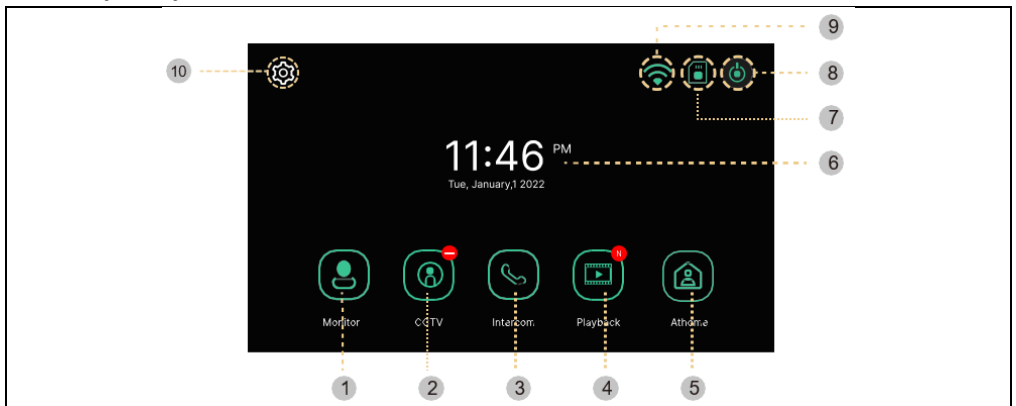 9
10
8
7
11:46 PM
6
Tue, January,1 2022
N
Monitor
CCTV
Intercom
Playback
Athome
1
2
3
4
5